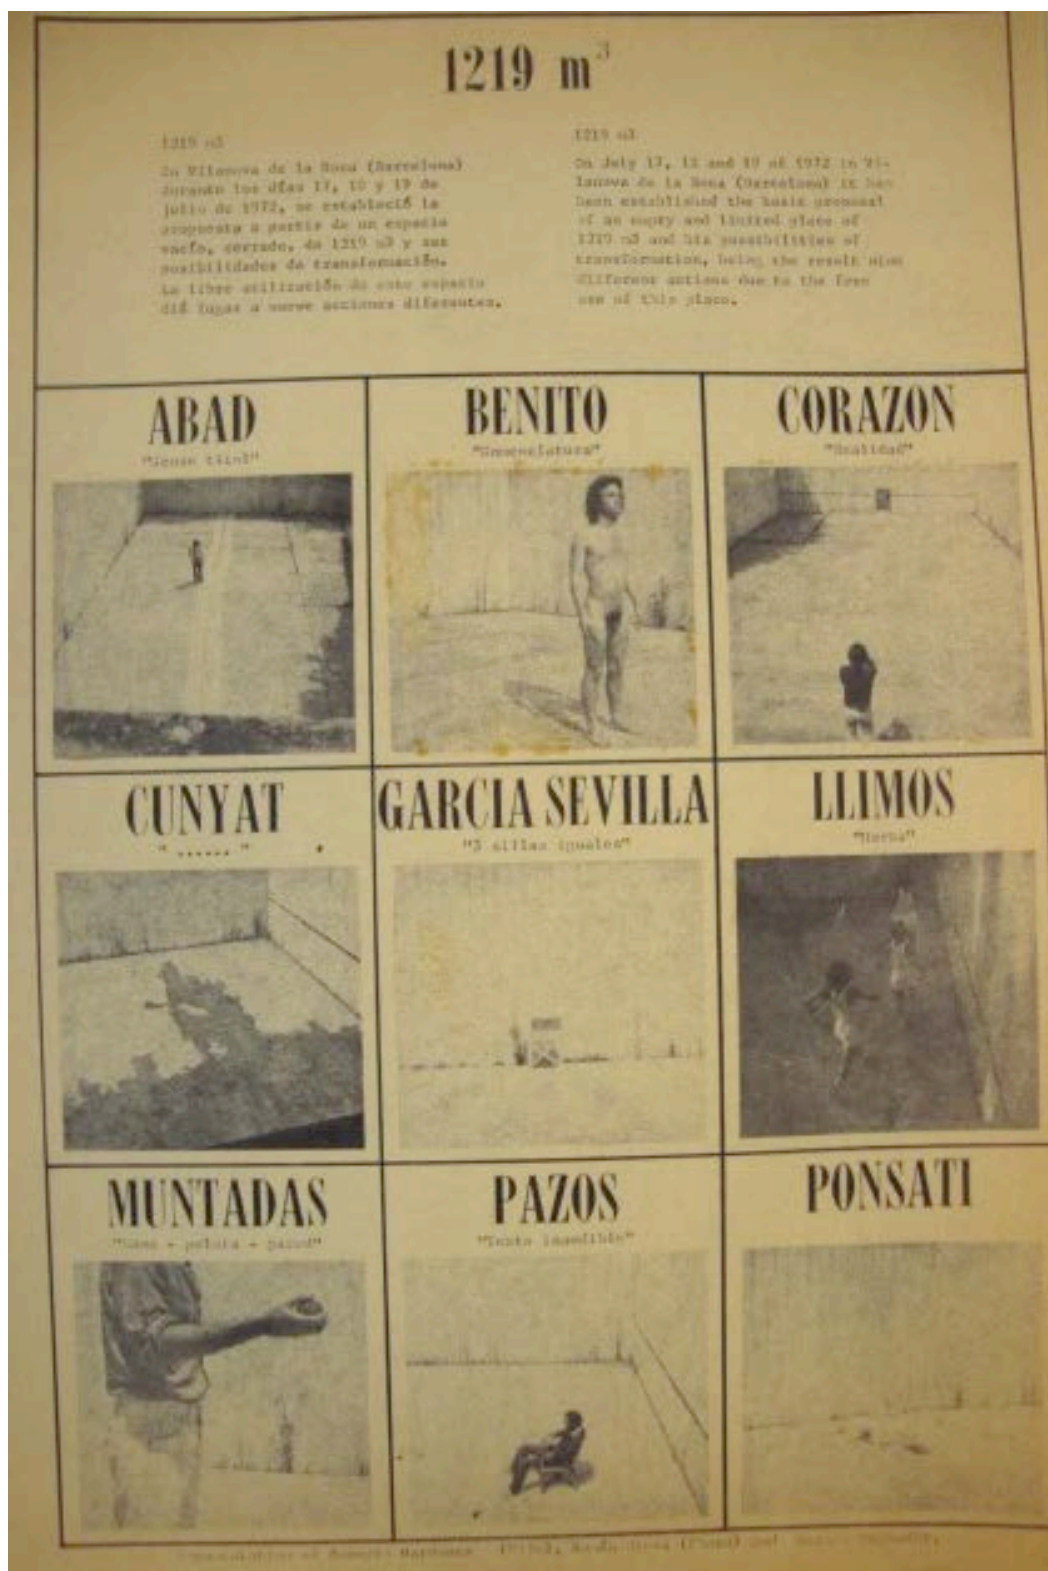 1219 m³
1219 m3
En Vilanova de la Roca (Barcelona)
durante los días 17, 18 y 19 de
julio de 1972, se estableció la
propuesta a partir de un espacio
vacío, cerrado, de 1219 m3 y sus
posibilidades de transformación.
La libre utilización de este espacio
dió lugar a nueve acciones diferentes.
1219 m3
On July 17, 18 and 19 of 1972 in Vi-
lanova de la Roca (Barcelona) it has
been established the basic proposal
of an empty and limited place of
1219 m3 and his possibilities of
transformation, being the result nine
different actions due to the free
use of this place.
ABAD
"Sense títol"
BENITO
"Nomenclatura"
CORAZON
"Realidad"
CUNYAT
" ...... "
GARCIA SEVILLA
"3 sillas iguales"
LLIMOS
MUNTADAS
"Mano - pelota - pared"
PAZOS
"Texto inaudible"
PONSATI